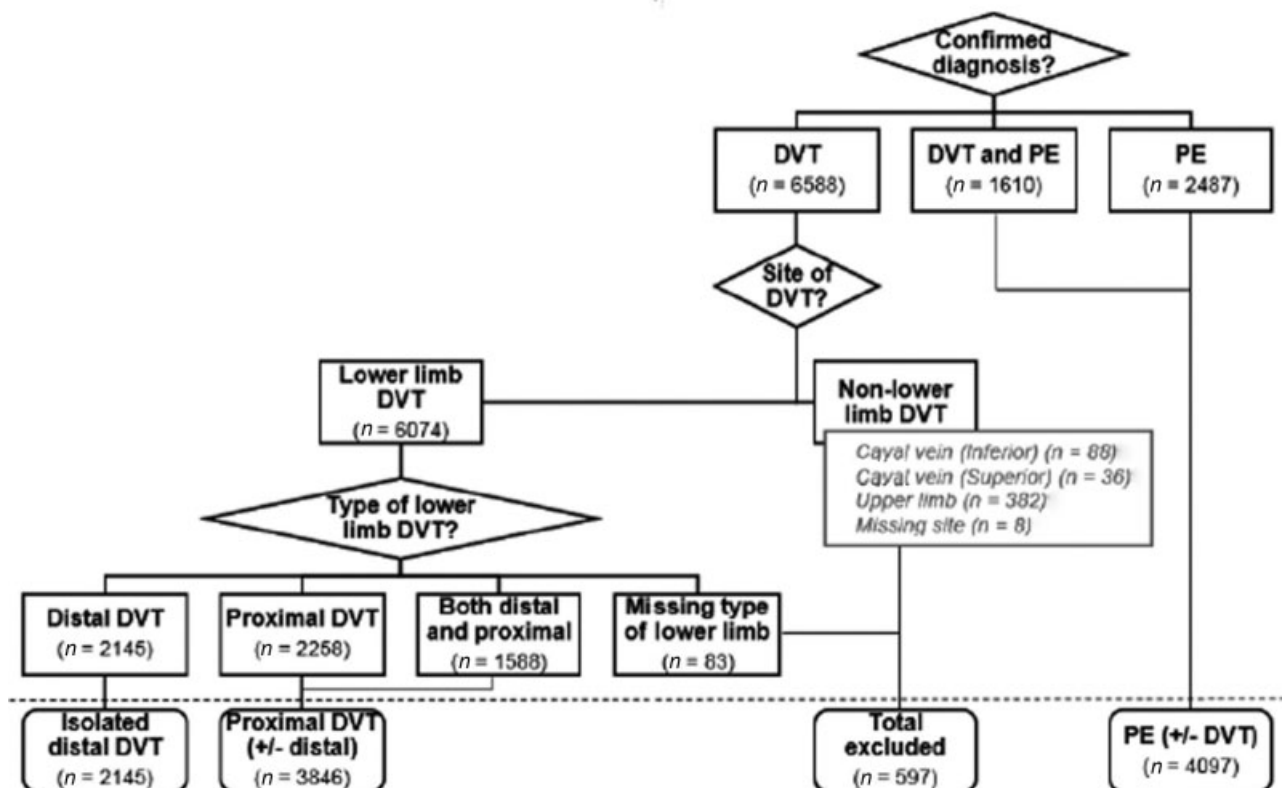 Confirmed
diagnosis?
DVT
(n = 6588)
DVT and PE
(n = 1610)
PE
(n = 2487)
Site of
DVT?
Lower limb
DVT
(n = 6074)
Non-lower
limb DVT
Cayal vein (Inferior) (n = 88)
Cayal vein (Superior) (n = 36)
Upper limb (n = 382)
Missing site (n = 8)
Type of lower
limb DVT?
Distal DVT
(n = 2145)
Proximal DVT
(n = 2258)
Both distal
and proximal
(n = 1588)
Missing type
of lower limb
(n = 83)
Isolated
distal DVT
(n = 2145)
Proximal DVT
(+/- distal)
(n = 3846)
Total
excluded
(n = 597)
PE (+/- DVT)
(n = 4097)